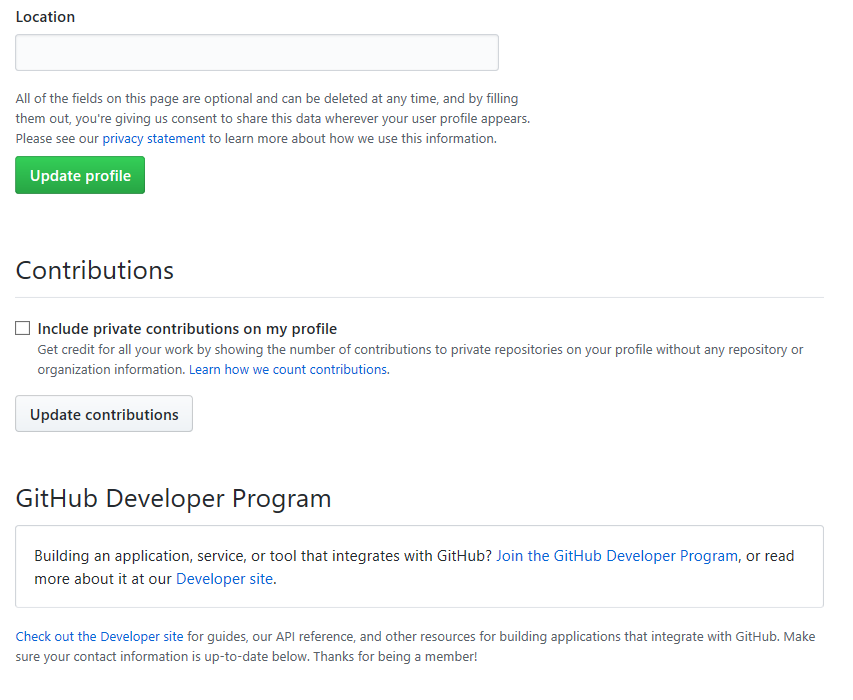 Location
All of the fields on this page are optional and can be deleted at any time, and by filling
them out, you're giving us consent to share this data wherever your user profile appears.
Please see our privacy statement to learn more about how we use this information.
Update profile
Contributions
Include private contributions on my profile
Get credit for all your work by showing the number of contributions to private repositories on your profile without any repository or
organization information. Learn how we count contributions.
Update contributions
GitHub Developer Program
Building an application, service, or tool that integrates with GitHub? Join the GitHub Developer Program, or read
more about it at our Developer site.
Check out the Developer site for guides, our API reference, and other resources for building applications that integrate with GitHub. Make
sure your contact information is up-to-date below. Thanks for being a member!